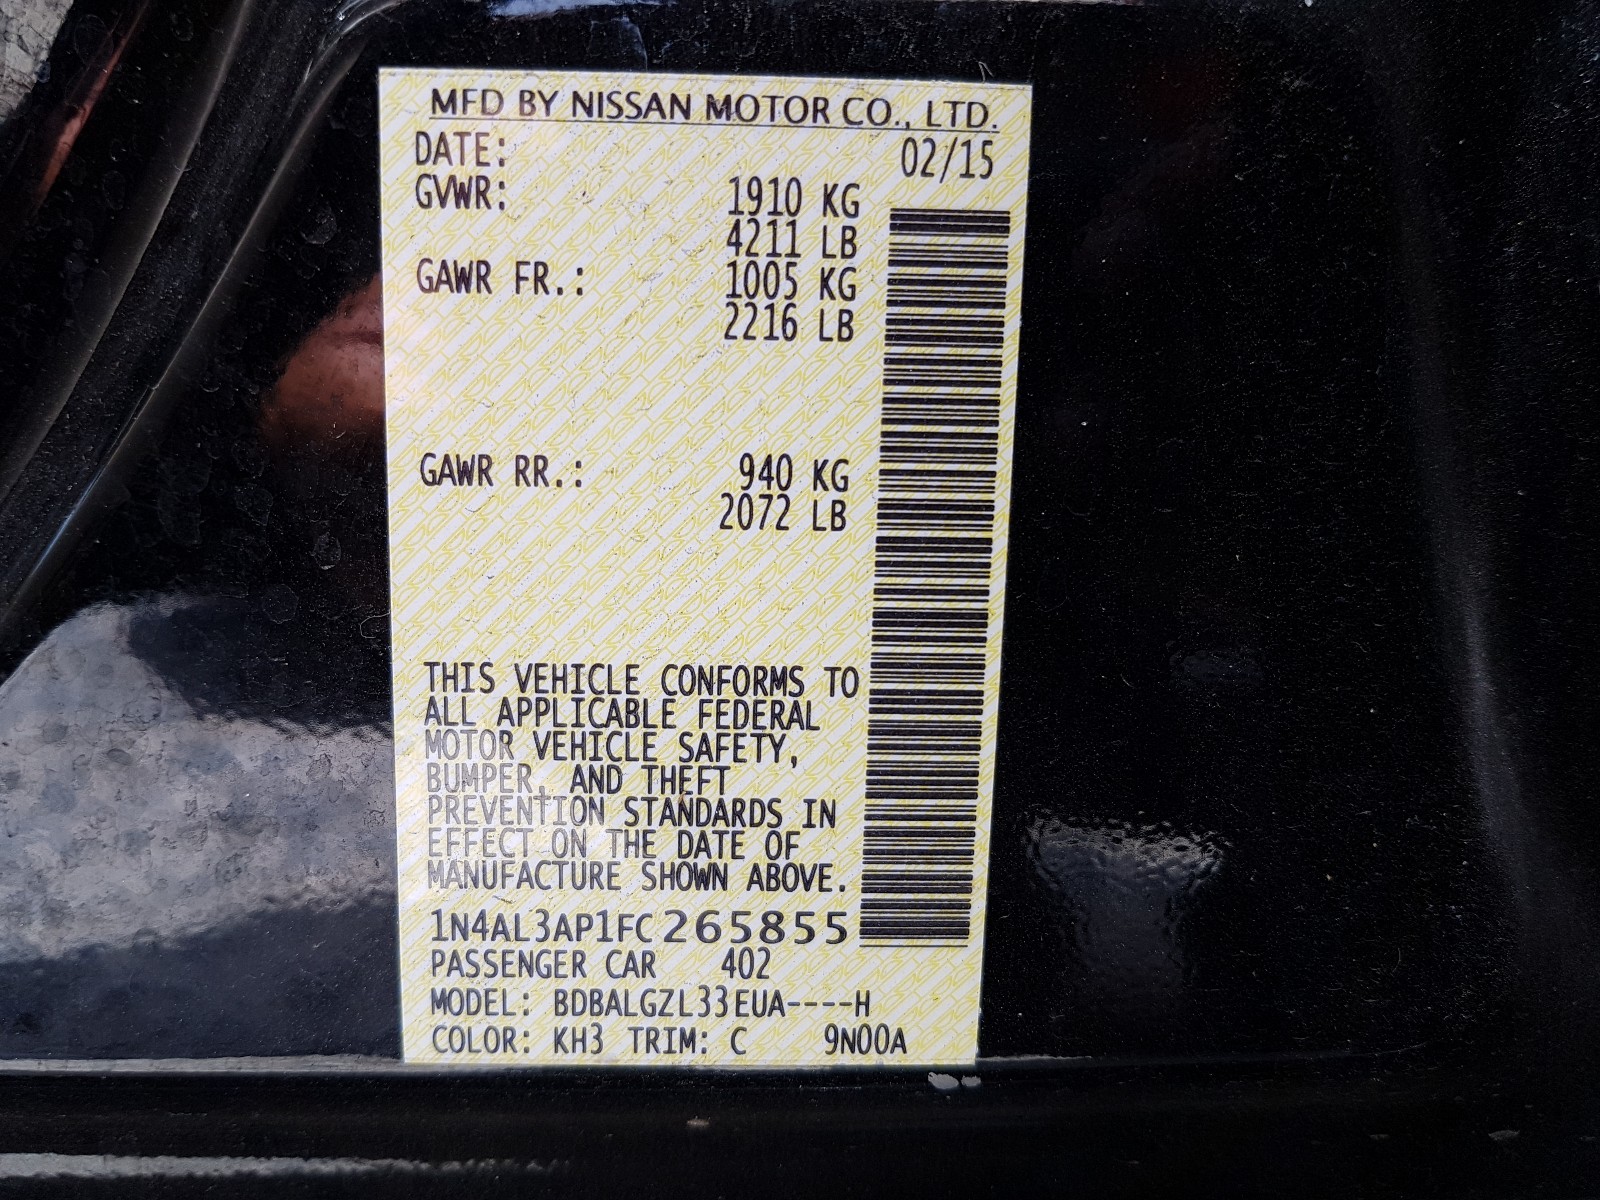 MFD BY NISSAN MOTOR CO., LTD.
DATE: 02/15
GVWR: 1910 KG
4211 LB
GAWR FR.: 1005 KG
2216 LB
GAWR RR.: 940 KG
2072 LB
THIS VEHICLE CONFORMS TO
ALL APPLICABLE FEDERAL
MOTOR VEHICLE SAFETY,
BUMPER, AND THEFT
PREVENTION STANDARDS IN
EFFECT ON THE DATE OF
MANUFACTURE SHOWN ABOVE.
1N4AL3AP1FC265855
PASSENGER CAR 402
MODEL: BDBALGZL33EUA----H
COLOR: KH3 TRIM: C 9N00A